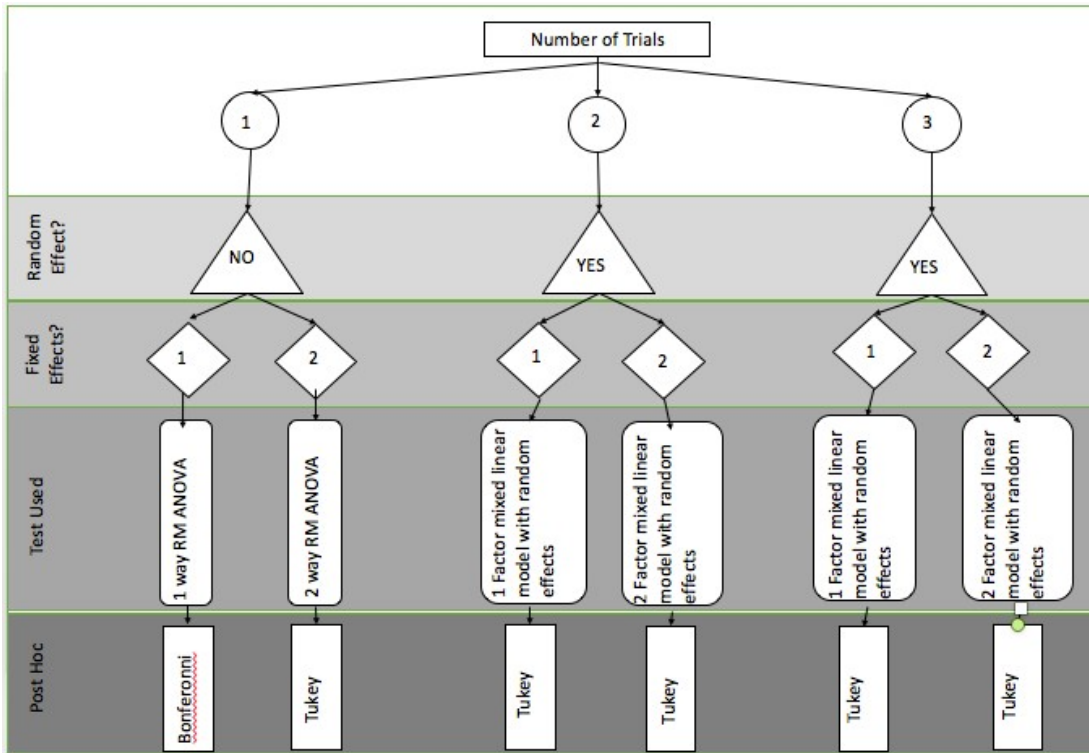 Number of Trials
1
2
3
Random
Effect?
NO
YES
YES
Fixed
Effects?
1
2
1
2
1
2
Test Used
1 way RM ANOVA
2 way RM ANOVA
1 Factor mixed linear
model with random
effects
2 Factor mixed linear
model with random
effects
1 Factor mixed linear
model with random
effects
2 Factor mixed linear
model with random
effects
Post Hoc
Bonferonni
Tukey
Tukey
Tukey
Tukey
Tukey